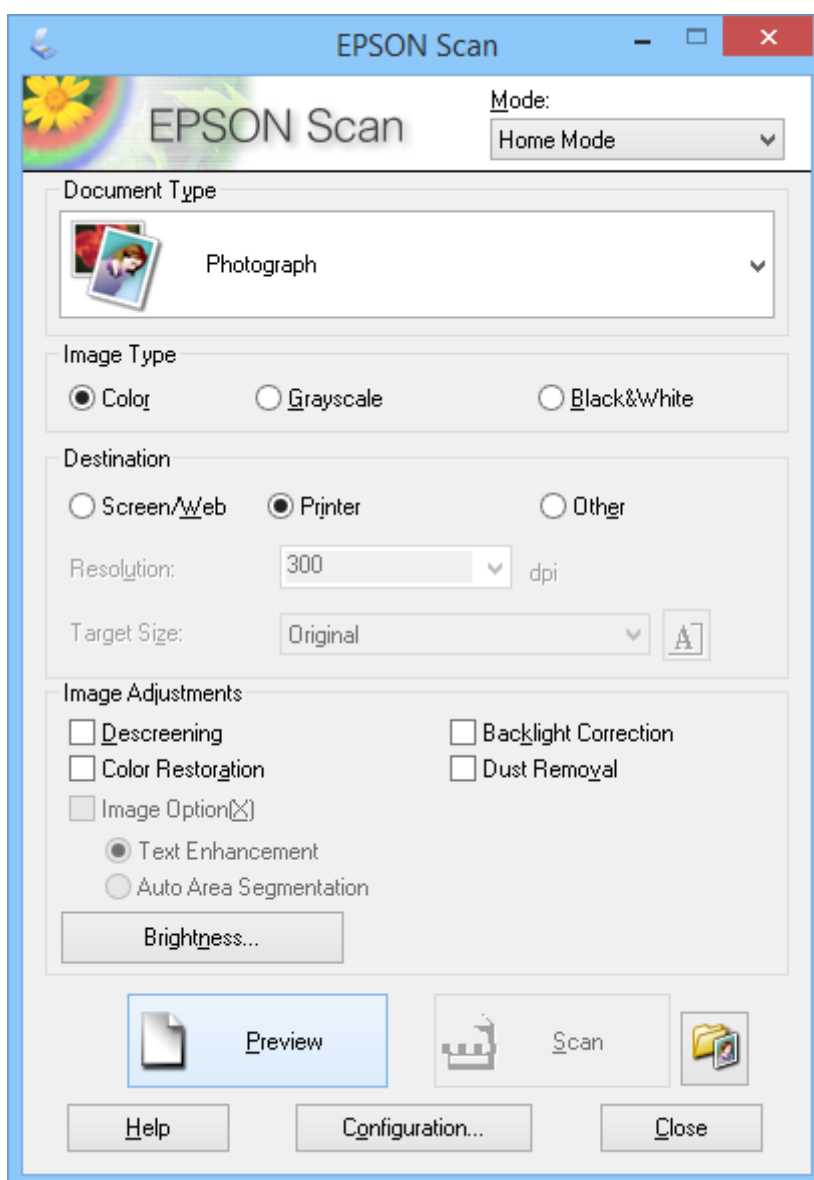 EPSON Scan
EPSON Scan
Mode:
Home Mode
Document Type
Photograph
Image Type
Color Grayscale Black&White
Destination
Screen/Web Printer Other
Resolution: 300 dpi
Target Size: Original A
Image Adjustments
Descreening Backlight Correction
Color Restoration Dust Removal
Image Option(X)
Text Enhancement
Auto Area Segmentation
Brightness...
Preview Scan
Help Configuration... Close